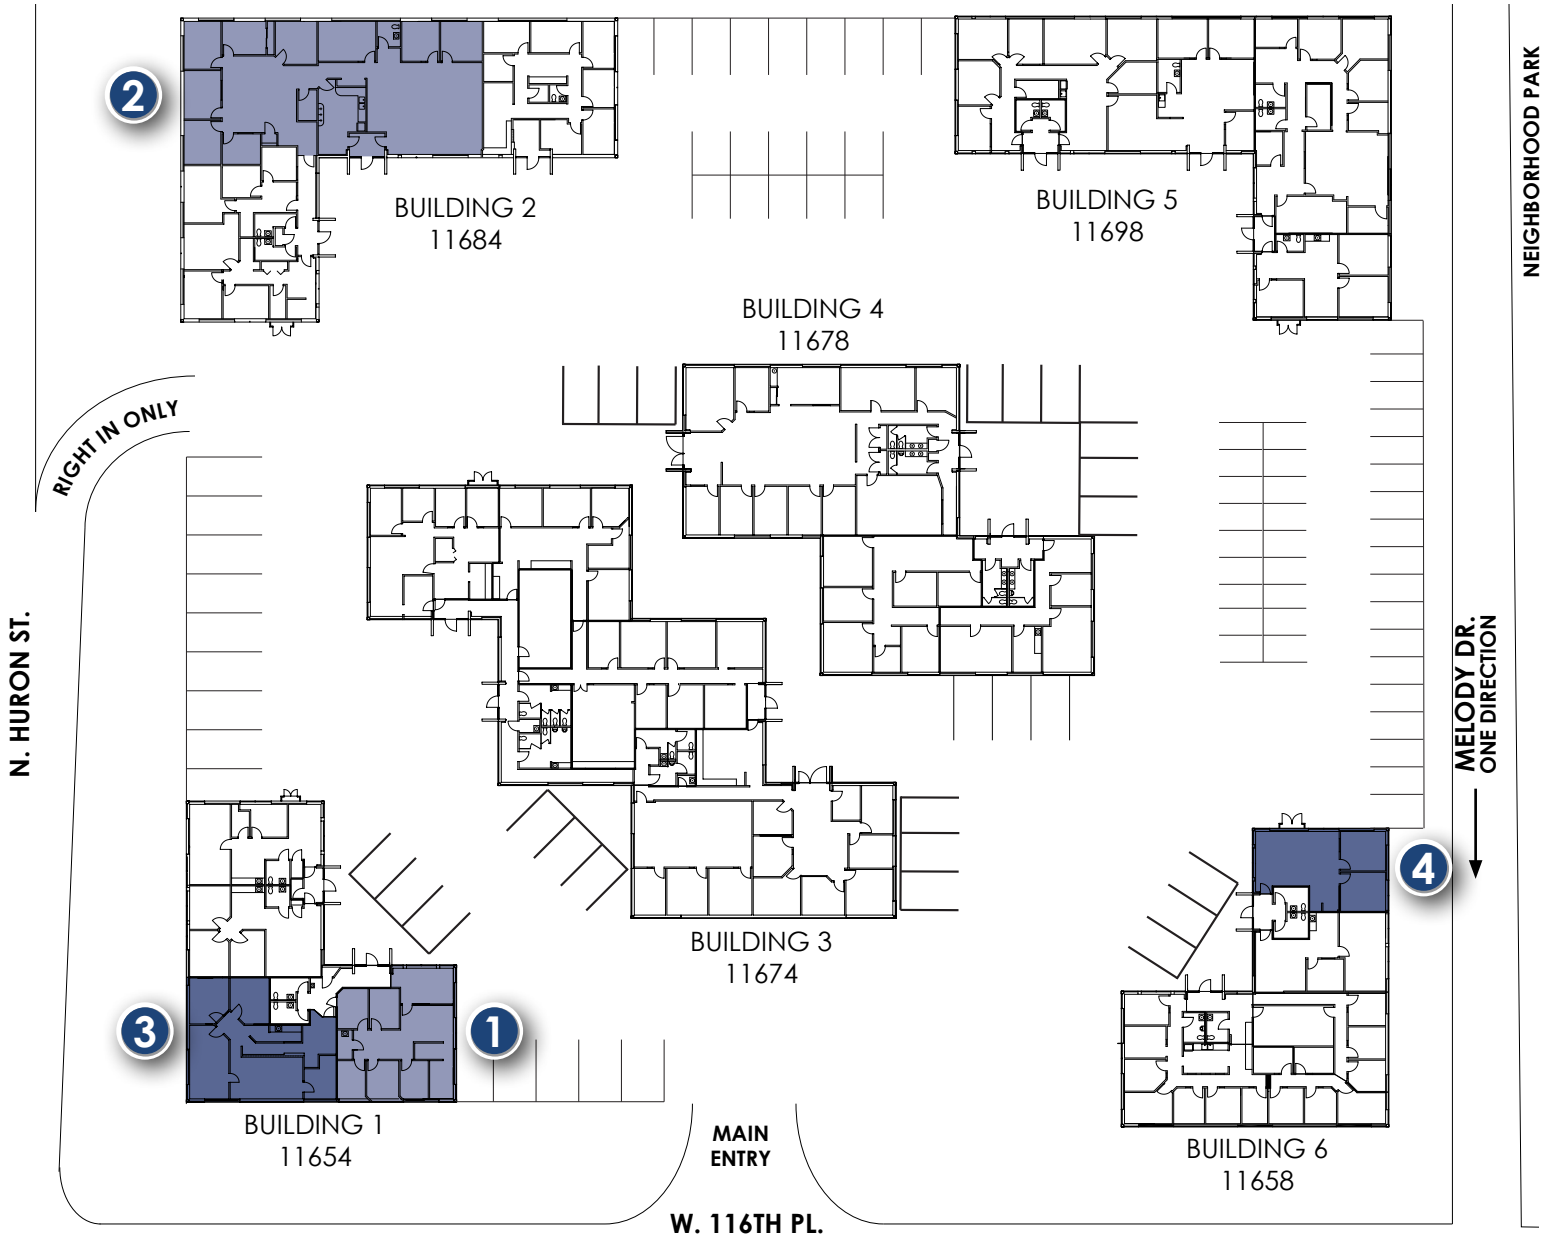 2
BUILDING 2
11684
BUILDING 5
11698
NEIGHBORHOOD PARK
BUILDING 4
11678
RIGHT IN ONLY
N. HURON ST.
MELODY DR.
ONE DIRECTION
4
BUILDING 3
11674
3
1
BUILDING 1
11654
MAIN
ENTRY
BUILDING 6
11658
W. 116TH PL.